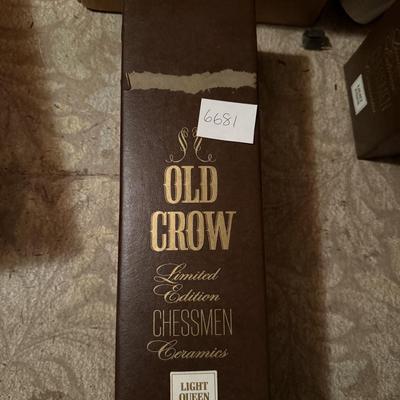 6681
OLD
CROW
Limited
Edition
CHESSMEN
Ceramics
LIGHT
QUEEN